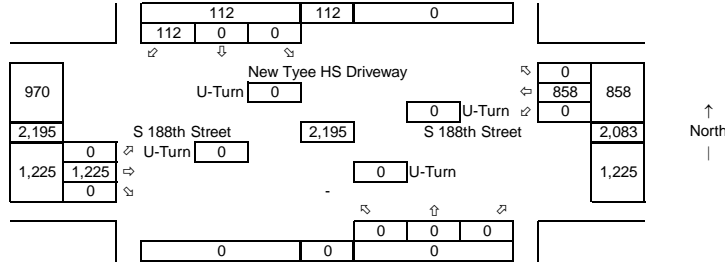 112 112 0
112 0 0
⬃ ⇩ ⬂
New Tyee HS Driveway ⬁ 0
970 U-Turn 0 ⇦ 858 858
0 U-Turn ⬃ 0 ↑
2,195 S 188th Street 2,195 S 188th Street 2,083 North
0 ⬀ U-Turn 0 |
1,225 1,225 ⇨ 0 U-Turn 1,225
0 ⬂ -
⬁ ⇧ ⬀
0 0 0
0 0 0